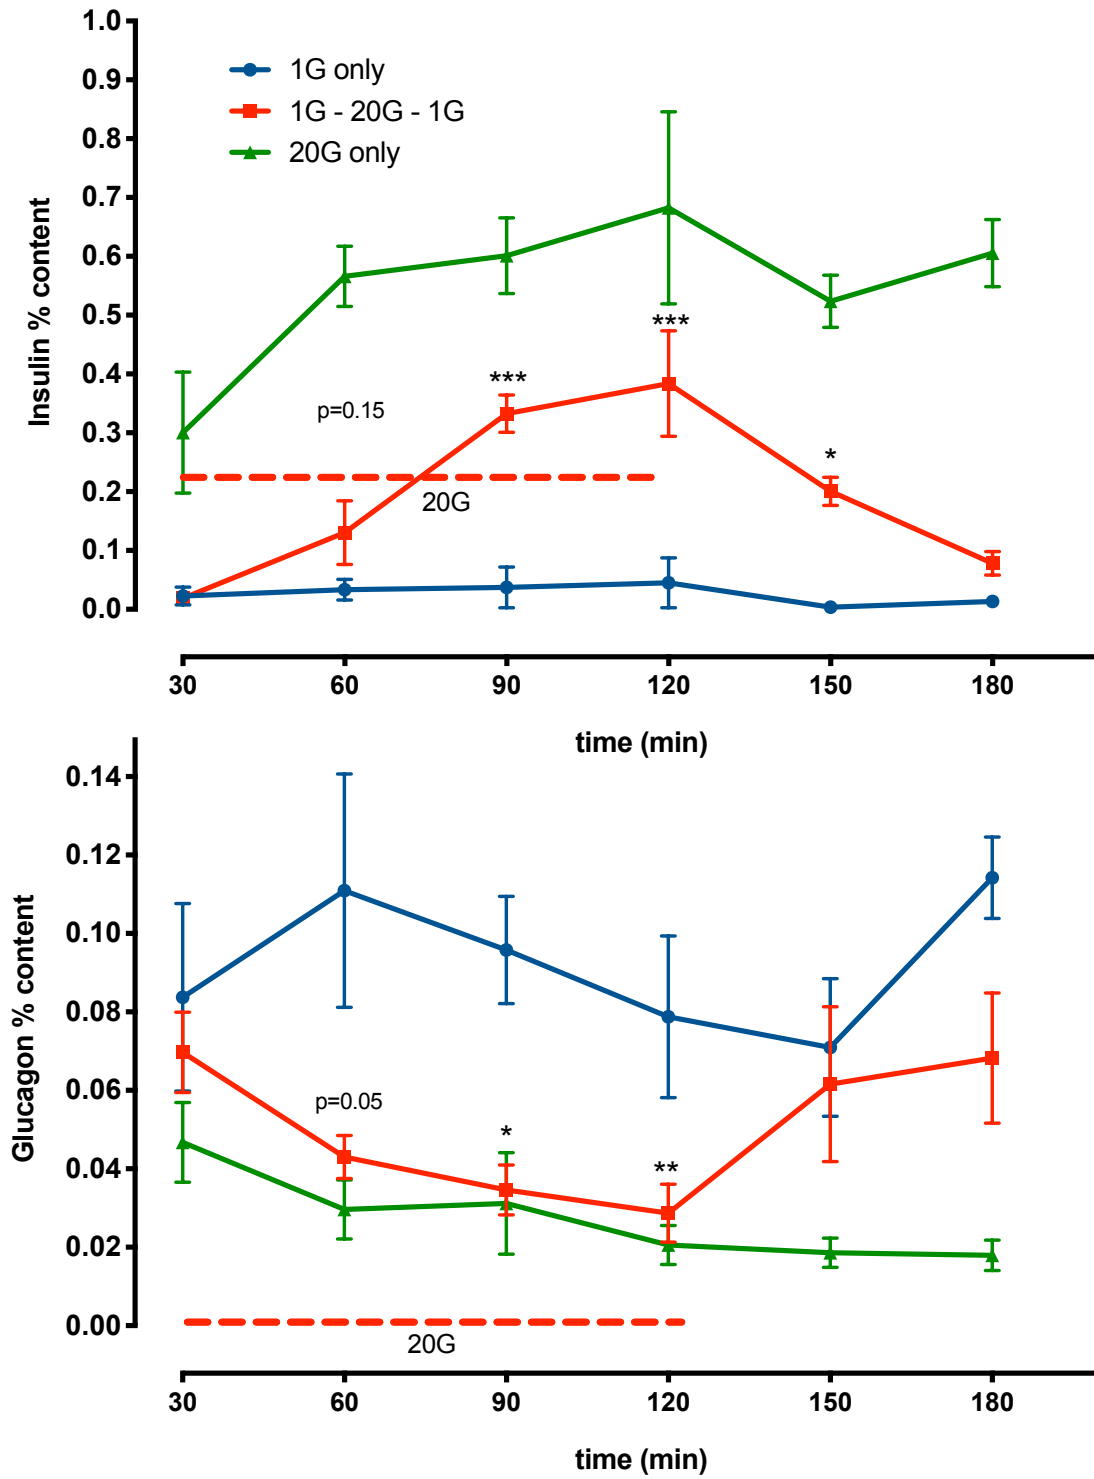 1.0
0.9
0.8
0.7
0.6
0.5
0.4
0.3
0.2
0.1
0.0
Insulin % content
1G only
1G - 20G - 1G
20G only
p=0.15
***
***
*
20G
30 60 90 120 150 180
time (min)
0.14
0.12
0.10
0.08
0.06
0.04
0.02
0.00
Glucagon % content
p=0.05
*
**
20G
30 60 90 120 150 180
time (min)